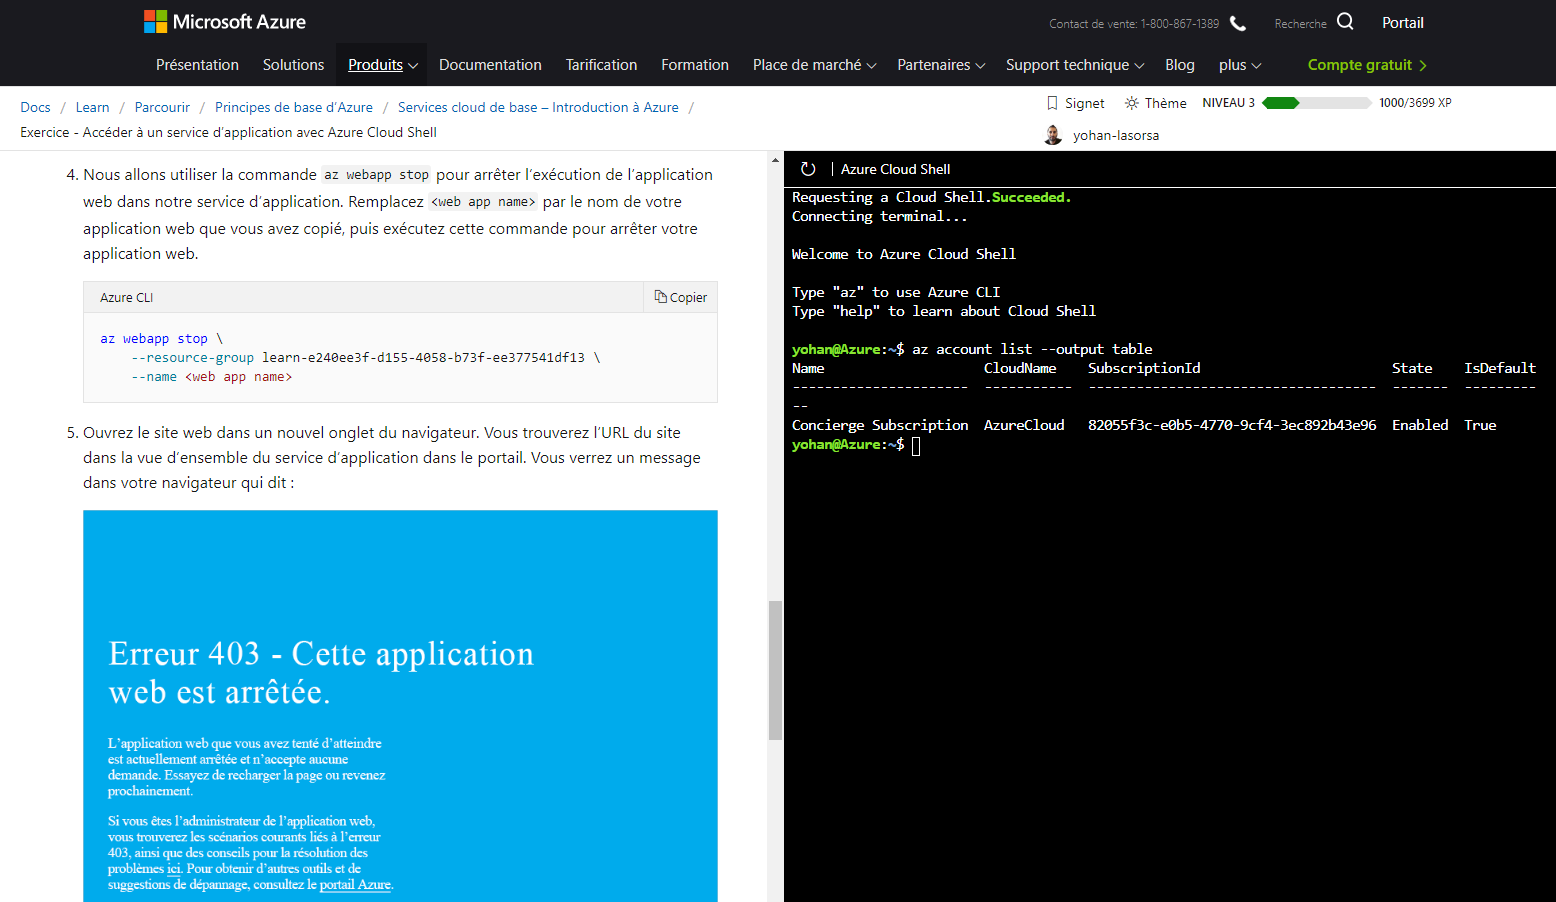 Microsoft Azure
Contact de vente: 1-800-867-1389
Recherche
Portail
Présentation Solutions Produits Documentation Tarification Formation Place de marché Partenaires Support technique Blog plus Compte gratuit
Docs / Learn / Parcourir / Principes de base d'Azure / Services cloud de base – Introduction à Azure /
Exercice - Accéder à un service d'application avec Azure Cloud Shell
Signet Thème NIVEAU 3 1000/3699 XP
yohan-lasorsa
4. Nous allons utiliser la commande az webapp stop pour arrêter l'exécution de l'application
web dans notre service d'application. Remplacez <web app name> par le nom de votre
application web que vous avez copié, puis exécutez cette commande pour arrêter votre
application web.
Azure CLI Copier
az webapp stop \
--resource-group learn-e240ee3f-d155-4058-b73f-ee377541df13 \
--name <web app name>
5. Ouvrez le site web dans un nouvel onglet du navigateur. Vous trouverez l'URL du site
dans la vue d'ensemble du service d'application dans le portail. Vous verrez un message
dans votre navigateur qui dit :
Erreur 403 - Cette application
web est arrêtée.
L'application web que vous avez tenté d'atteindre
est actuellement arrêtée et n'accepte aucune
demande. Essayez de recharger la page ou revenez
prochainement.
Si vous êtes l'administrateur de l'application web,
vous trouverez les scénarios courants liés à l'erreur
403, ainsi que des conseils pour la résolution des
problèmes ici. Pour obtenir d'autres outils et de
suggestions de dépannage, consultez le portail Azure.
| Azure Cloud Shell
Requesting a Cloud Shell.Succeeded.
Connecting terminal...
Welcome to Azure Cloud Shell
Type "az" to use Azure CLI
Type "help" to learn about Cloud Shell
yohan@Azure:~$ az account list --output table
Name CloudName SubscriptionId State IsDefault
---------------------- ----------- ------------------------------------ ------- ---------
--
Concierge Subscription AzureCloud 82055f3c-e0b5-4770-9cf4-3ec892b43e96 Enabled True
yohan@Azure:~$